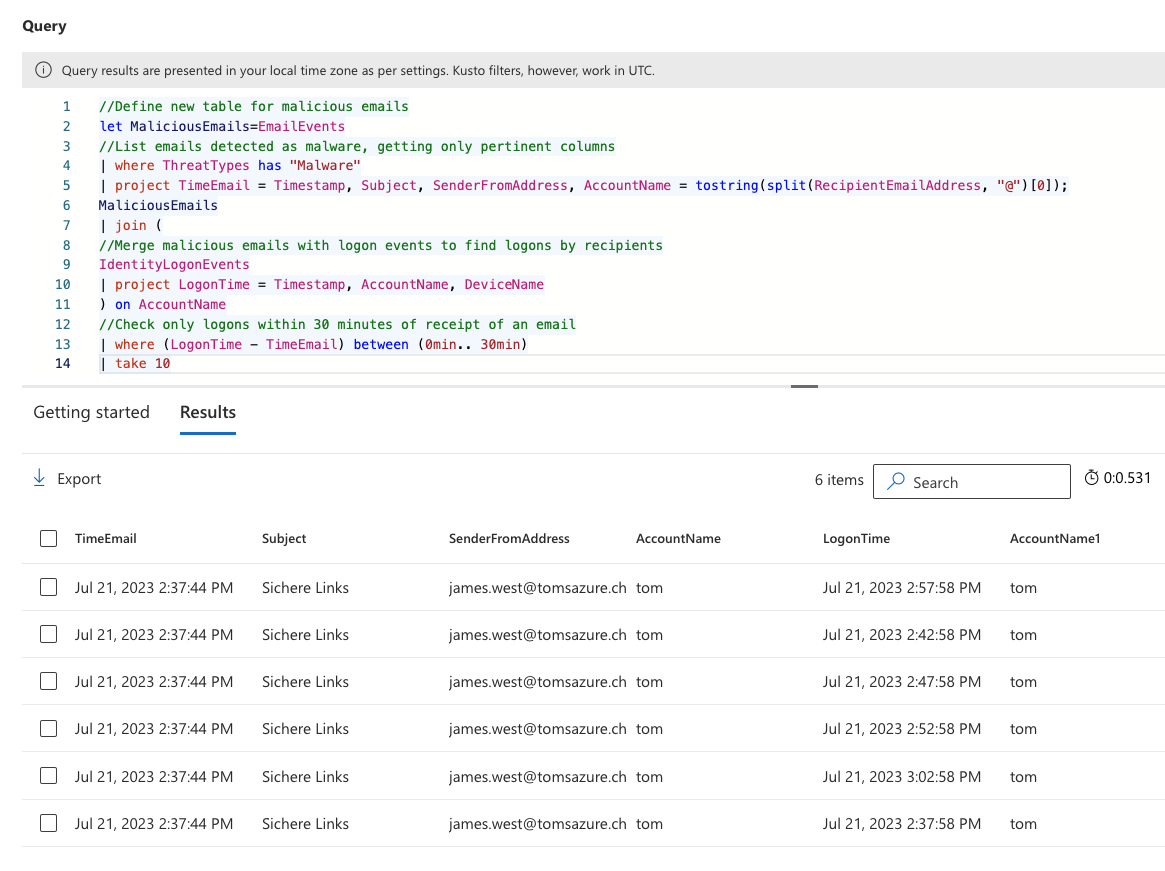 Query
Query results are presented in your local time zone as per settings. Kusto filters, however, work in UTC.
1 //Define new table for malicious emails
2 let MaliciousEmails=EmailEvents
3 //List emails detected as malware, getting only pertinent columns
4 | where ThreatTypes has "Malware"
5 | project TimeEmail = Timestamp, Subject, SenderFromAddress, AccountName = tostring(split(RecipientEmailAddress, "@")[0]);
6 MaliciousEmails
7 | join (
8 //Merge malicious emails with logon events to find logons by recipients
9 IdentityLogonEvents
10 | project LogonTime = Timestamp, AccountName, DeviceName
11 ) on AccountName
12 //Check only logons within 30 minutes of receipt of an email
13 | where (LogonTime - TimeEmail) between (0min.. 30min)
14 | take 10
Getting started Results
Export 6 items Search 0:0.531
TimeEmail Subject SenderFromAddress AccountName LogonTime AccountName1
Jul 21, 2023 2:37:44 PM Sichere Links james.west@tomsazure.ch tom Jul 21, 2023 2:57:58 PM tom
Jul 21, 2023 2:37:44 PM Sichere Links james.west@tomsazure.ch tom Jul 21, 2023 2:42:58 PM tom
Jul 21, 2023 2:37:44 PM Sichere Links james.west@tomsazure.ch tom Jul 21, 2023 2:47:58 PM tom
Jul 21, 2023 2:37:44 PM Sichere Links james.west@tomsazure.ch tom Jul 21, 2023 2:52:58 PM tom
Jul 21, 2023 2:37:44 PM Sichere Links james.west@tomsazure.ch tom Jul 21, 2023 3:02:58 PM tom
Jul 21, 2023 2:37:44 PM Sichere Links james.west@tomsazure.ch tom Jul 21, 2023 2:37:58 PM tom